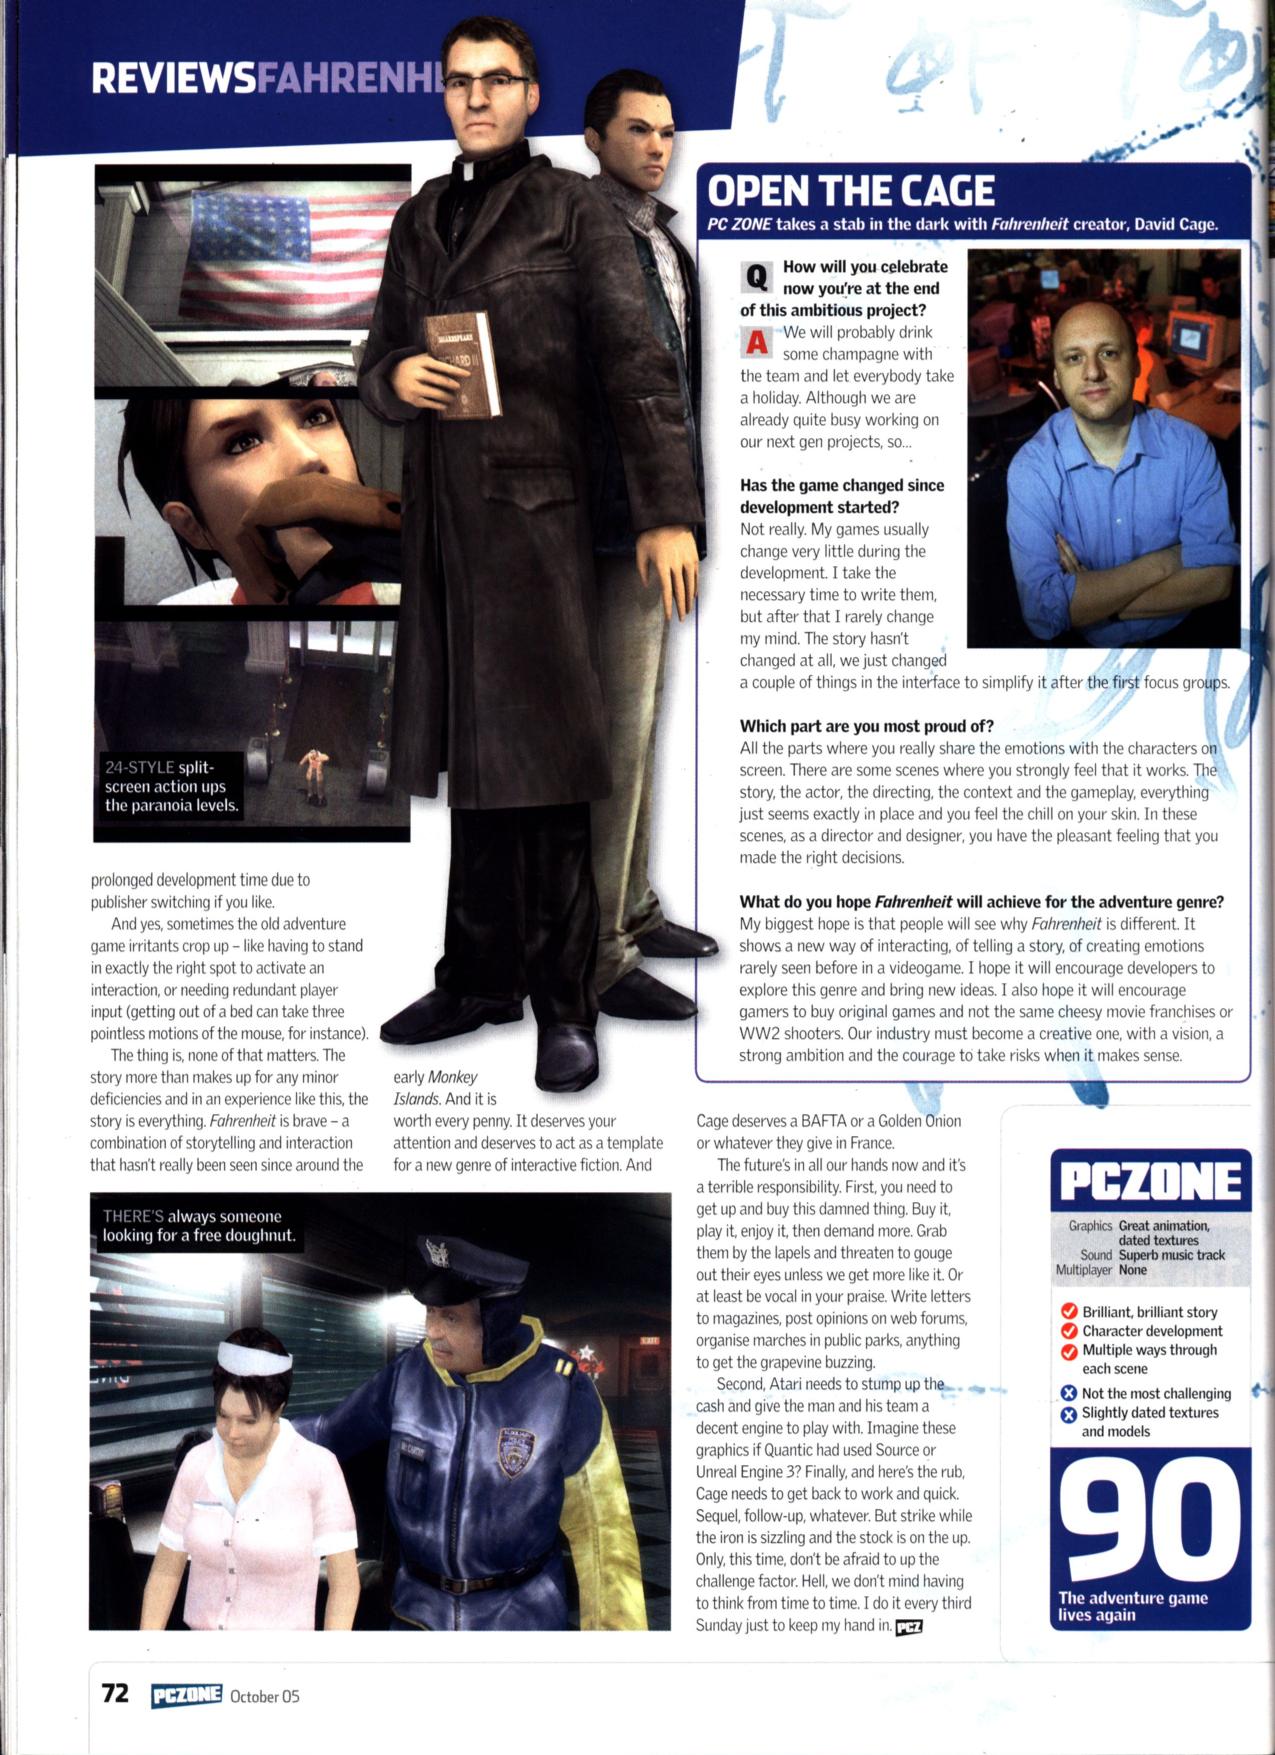 REVIEWSFAHRENH
OPEN THE CAGE
PC ZONE takes a stab in the dark with Fahrenheit creator, David Cage.
Q How will you celebrate
now you're at the end
of this ambitious project?
A We will probably drink
some champagne with
the team and let everybody take
a holiday. Although we are
already quite busy working on
our next gen projects, so...
Has the game changed since
development started?
Not really. My games usually
change very little during the
development. I take the
necessary time to write them,
but after that I rarely change
my mind. The story hasn't
changed at all, we just changed
a couple of things in the interface to simplify it after the first focus groups.
Which part are you most proud of?
All the parts where you really share the emotions with the characters on
screen. There are some scenes where you strongly feel that it works. The
story, the actor, the directing, the context and the gameplay, everything
just seems exactly in place and you feel the chill on your skin. In these
scenes, as a director and designer, you have the pleasant feeling that you
made the right decisions.
What do you hope Fahrenheit will achieve for the adventure genre?
My biggest hope is that people will see why Fahrenheit is different. It
shows a new way of interacting, of telling a story, of creating emotions
rarely seen before in a videogame. I hope it will encourage developers to
explore this genre and bring new ideas. I also hope it will encourage
gamers to buy original games and not the same cheesy movie franchises or
WW2 shooters. Our industry must become a creative one, with a vision, a
strong ambition and the courage to take risks when it makes sense.
SHAKESPEARE
RICHARD III
24-STYLE split-
screen action ups
the paranoia levels.
prolonged development time due to
publisher switching if you like.
And yes, sometimes the old adventure
game irritants crop up – like having to stand
in exactly the right spot to activate an
interaction, or needing redundant player
input (getting out of a bed can take three
pointless motions of the mouse, for instance).
The thing is, none of that matters. The
story more than makes up for any minor
deficiencies and in an experience like this, the
story is everything. Fahrenheit is brave – a
combination of storytelling and interaction
that hasn't really been seen since around the
early Monkey
Islands. And it is
worth every penny. It deserves your
attention and deserves to act as a template
for a new genre of interactive fiction. And
Cage deserves a BAFTA or a Golden Onion
or whatever they give in France.
The future's in all our hands now and it's
a terrible responsibility. First, you need to
get up and buy this damned thing. Buy it,
play it, enjoy it, then demand more. Grab
them by the lapels and threaten to gouge
out their eyes unless we get more like it. Or
at least be vocal in your praise. Write letters
to magazines, post opinions on web forums,
organise marches in public parks, anything
to get the grapevine buzzing.
Second, Atari needs to stump up the
cash and give the man and his team a
decent engine to play with. Imagine these
graphics if Quantic had used Source or
Unreal Engine 3? Finally, and here's the rub,
Cage needs to get back to work and quick.
Sequel, follow-up, whatever. But strike while
the iron is sizzling and the stock is on the up.
Only, this time, don't be afraid to up the
challenge factor. Hell, we don't mind having
to think from time to time. I do it every third
Sunday just to keep my hand in. PCZ
THERE'S always someone
looking for a free doughnut.
EXIT
PCZONE
Graphics Great animation,
dated textures
Sound Superb music track
Multiplayer None
Brilliant, brilliant story
Character development
Multiple ways through
each scene
Not the most challenging
Slightly dated textures
and models
90
The adventure game
lives again
72 PCZONE October 05